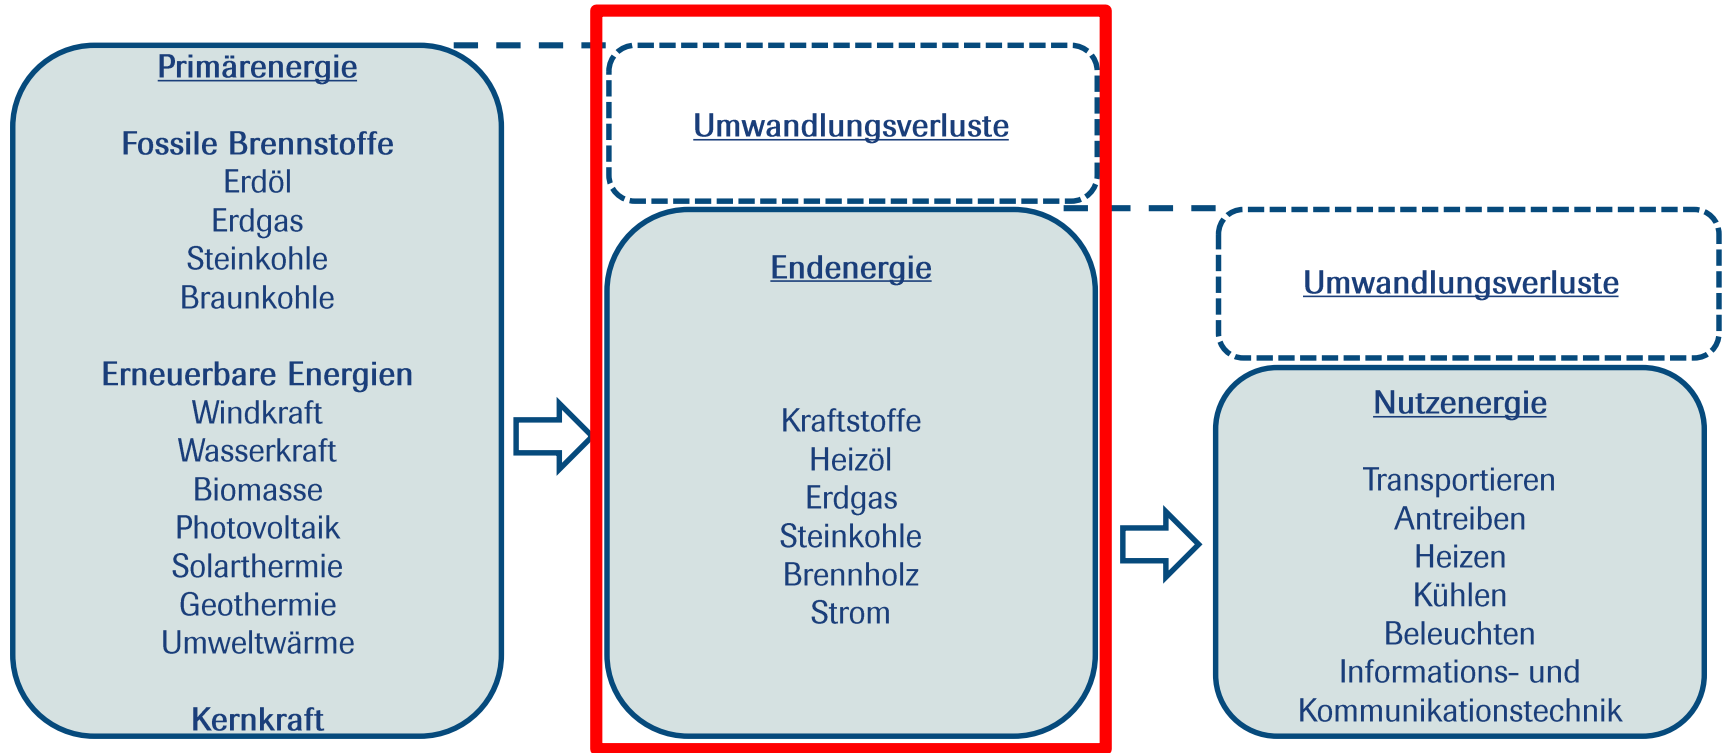 Primärenergie
Fossile Brennstoffe
Erdöl
Erdgas
Steinkohle
Braunkohle
Erneuerbare Energien
Windkraft
Wasserkraft
Biomasse
Photovoltaik
Solarthermie
Geothermie
Umweltwärme
Kernkraft
Umwandlungsverluste
Endenergie
Kraftstoffe
Heizöl
Erdgas
Steinkohle
Brennholz
Strom
Umwandlungsverluste
Nutzenergie
Transportieren
Antreiben
Heizen
Kühlen
Beleuchten
Informations- und
Kommunikationstechnik